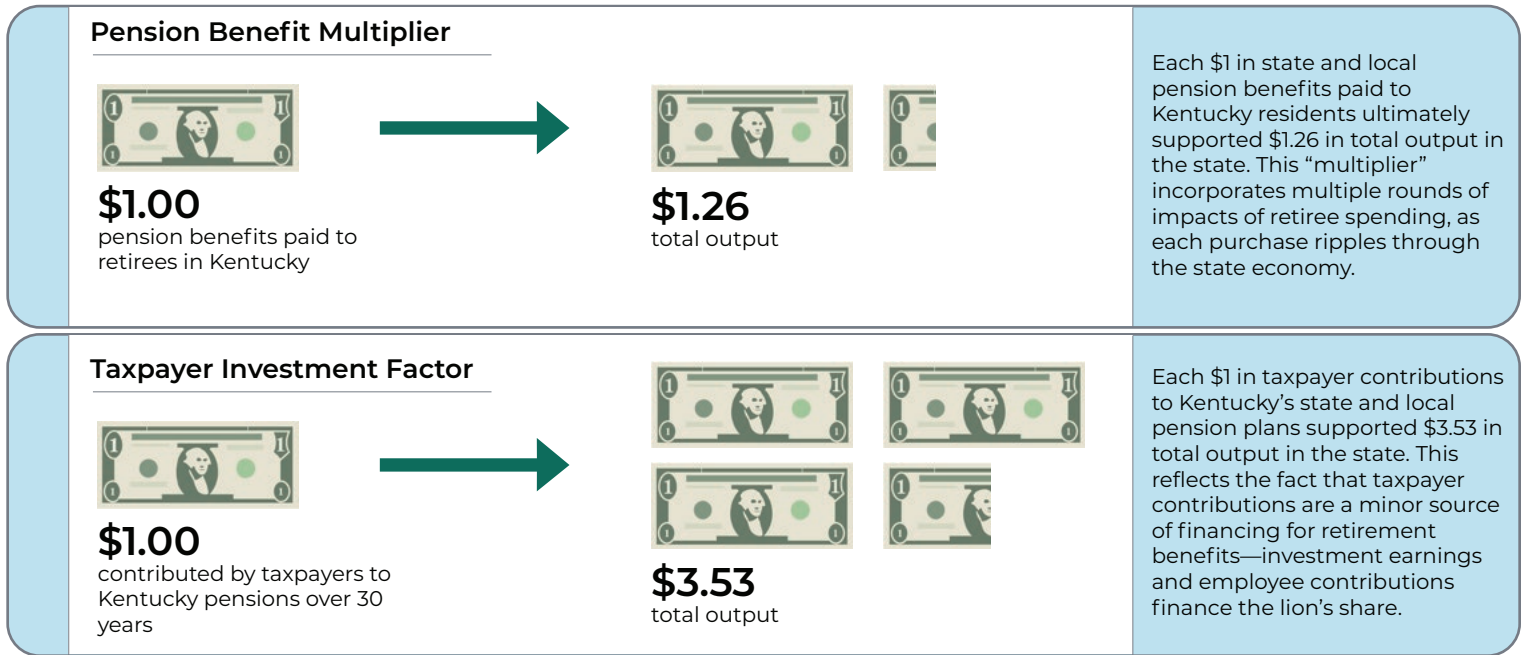 Pension Benefit Multiplier
$1.00
pension benefits paid to
retirees in Kentucky
$1.26
total output
Each $1 in state and local
pension benefits paid to
Kentucky residents ultimately
supported $1.26 in total output in
the state. This “multiplier”
incorporates multiple rounds of
impacts of retiree spending, as
each purchase ripples through
the state economy.
Taxpayer Investment Factor
$1.00
contributed by taxpayers to
Kentucky pensions over 30
years
$3.53
total output
Each $1 in taxpayer contributions
to Kentucky’s state and local
pension plans supported $3.53 in
total output in the state. This
reflects the fact that taxpayer
contributions are a minor source
of financing for retirement
benefits—investment earnings
and employee contributions
finance the lion’s share.